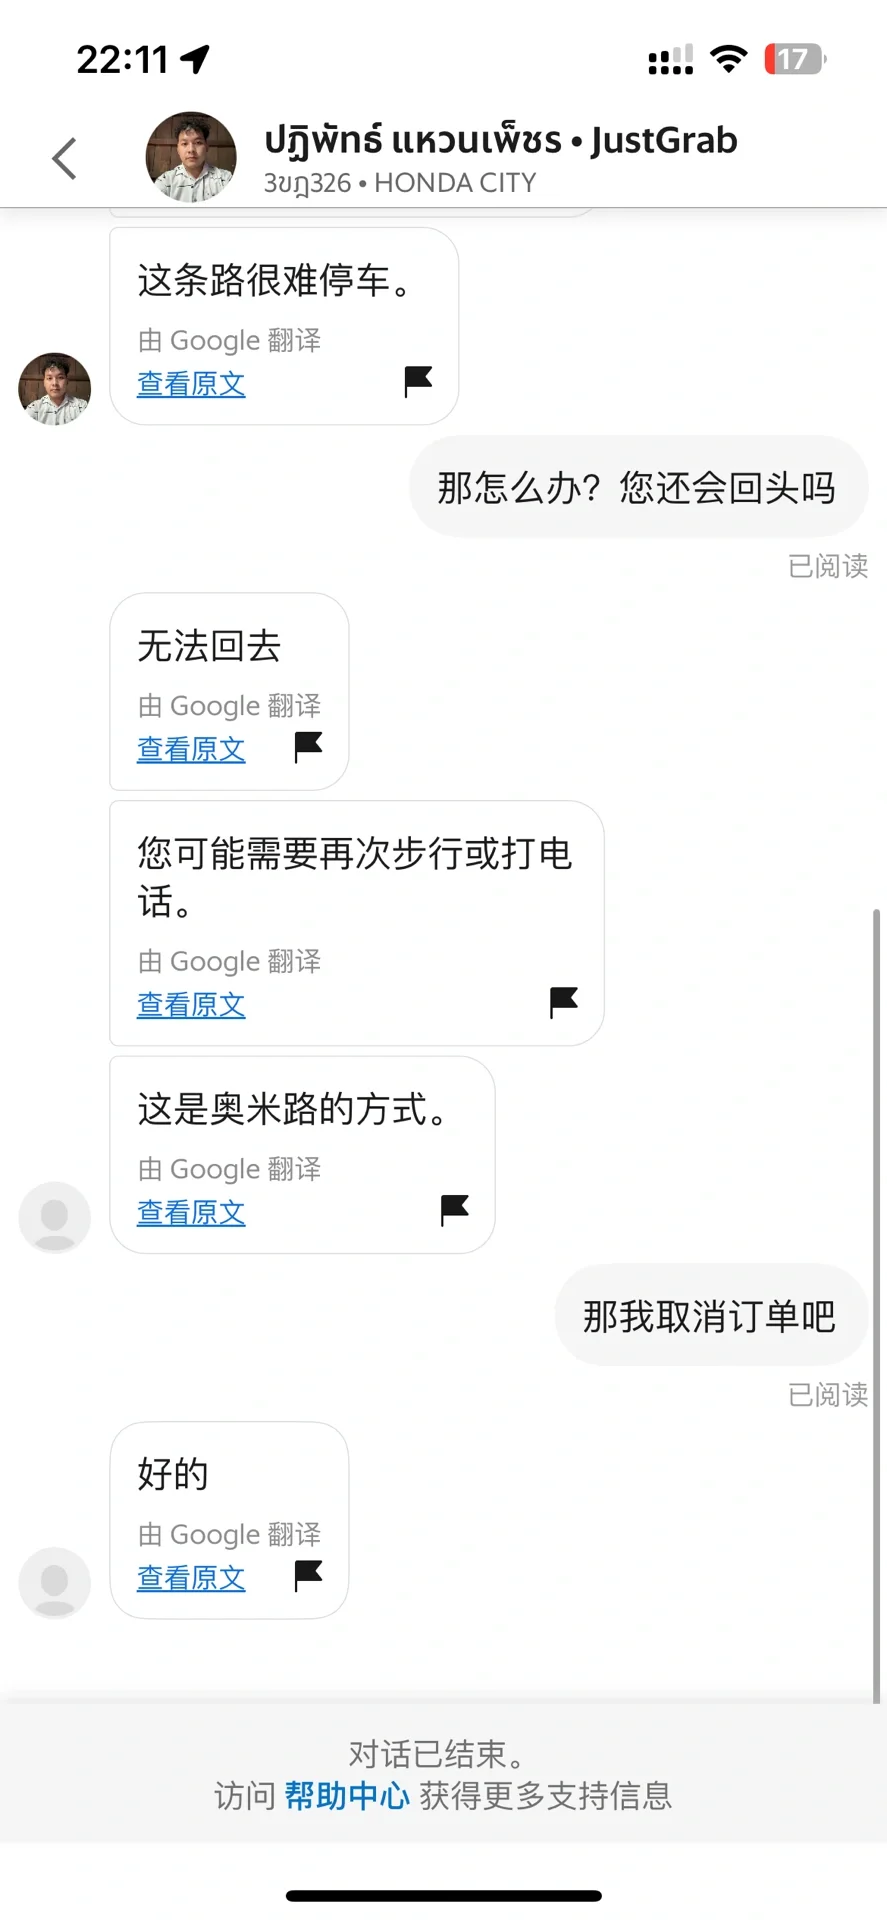 22:11
17
ปฏิพัทธ์ แหวนเพ็ชร • JustGrab
3ขฎ326 • HONDA CITY
这条路很难停车。
由 Google 翻译
查看原文
那怎么办？您还会回头吗
已阅读
无法回去
由 Google 翻译
查看原文
您可能需要再次步行或打电
话。
由 Google 翻译
查看原文
这是奥米路的方式。
由 Google 翻译
查看原文
那我取消订单吧
已阅读
好的
由 Google 翻译
查看原文
对话已结束。
访问 帮助中心 获得更多支持信息